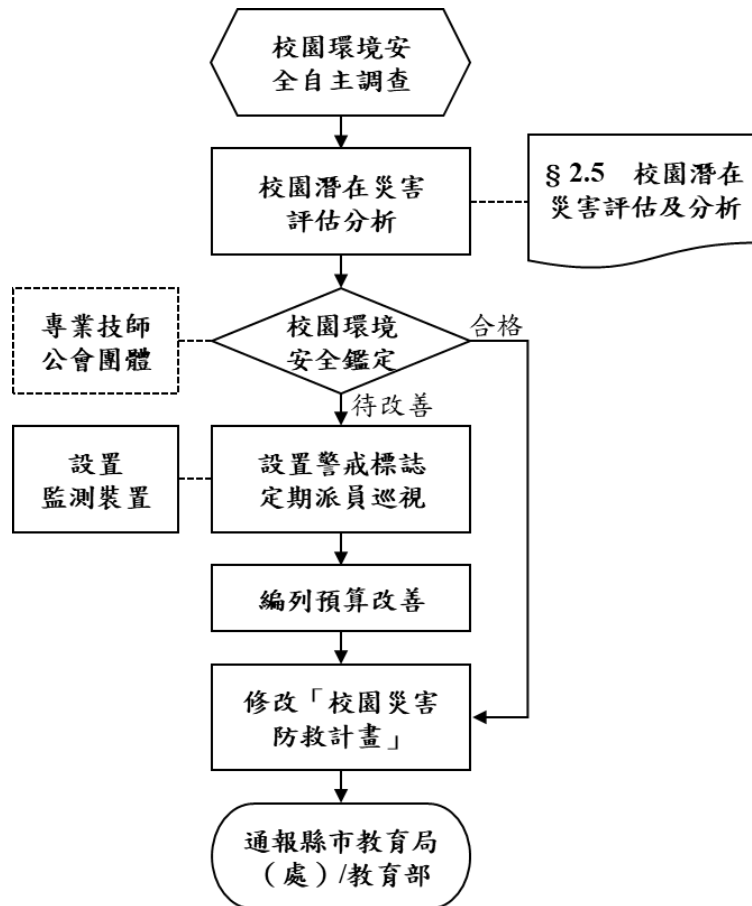 校園環境安
全自主調查
校園潛在災害
評估分析
§ 2.5 校園潛在
災害評估及分析
專業技師
公會團體
校園環境
安全鑑定
合格
待改善
設置
監測裝置
設置警戒標誌
定期派員巡視
編列預算改善
修改「校園災害
防救計畫」
通報縣市教育局
（處）/教育部